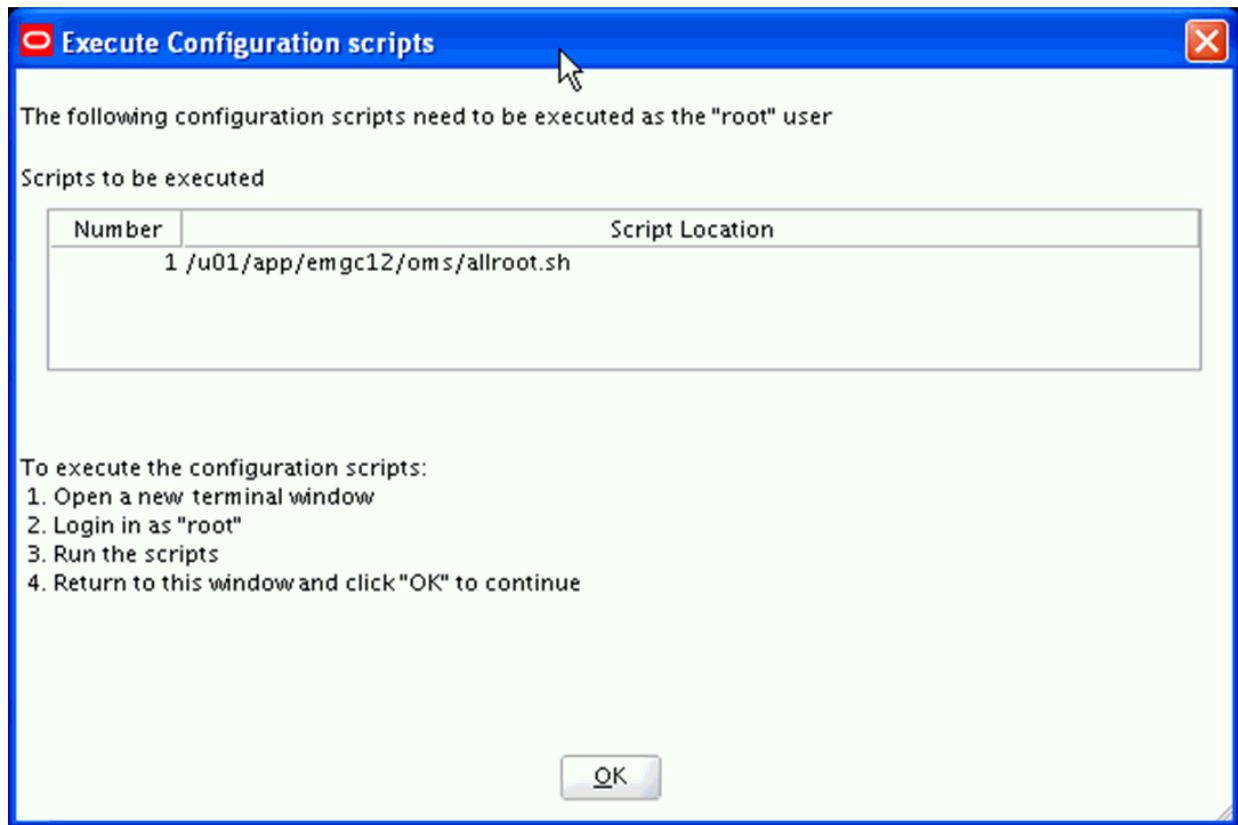 Execute Configuration scripts
The following configuration scripts need to be executed as the "root" user
Scripts to be executed
Number Script Location
1 /u01/app/emgc12/oms/allroot.sh
To execute the configuration scripts:
1. Open a new terminal window
2. Login in as "root"
3. Run the scripts
4. Return to this window and click "OK" to continue
OK